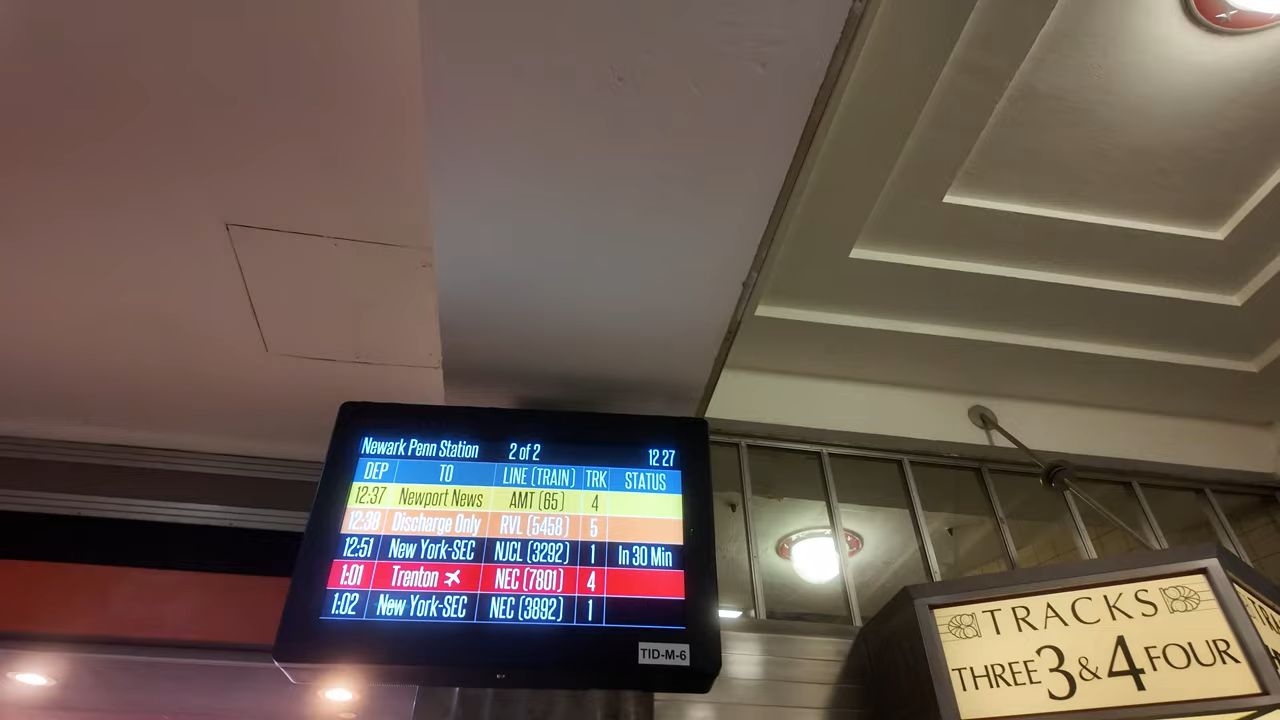 Newark Penn Station 2 of 2 12 27
DEP TO LINE (TRAIN) TRK STATUS
12:37 Newport News AMT (65) 4
12:38 Discharge Only RVL (5458) 5
12:51 New York-SEC NJCL (3292) 1 In 30 Min
1:01 Trenton NEC (7801) 4
1:02 New York-SEC NEC (3892) 1
TID-M-6
TRACKS
THREE 3 & 4 FOUR